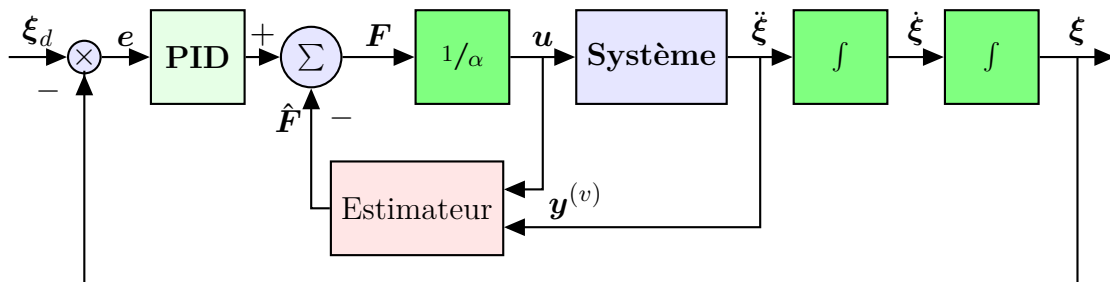 ξ_d
×
−
e
PID
+
∑
−
F
1/α
u
Système
ξ̈
∫
ξ̇
∫
ξ
F̂
Estimateur
y^(v)